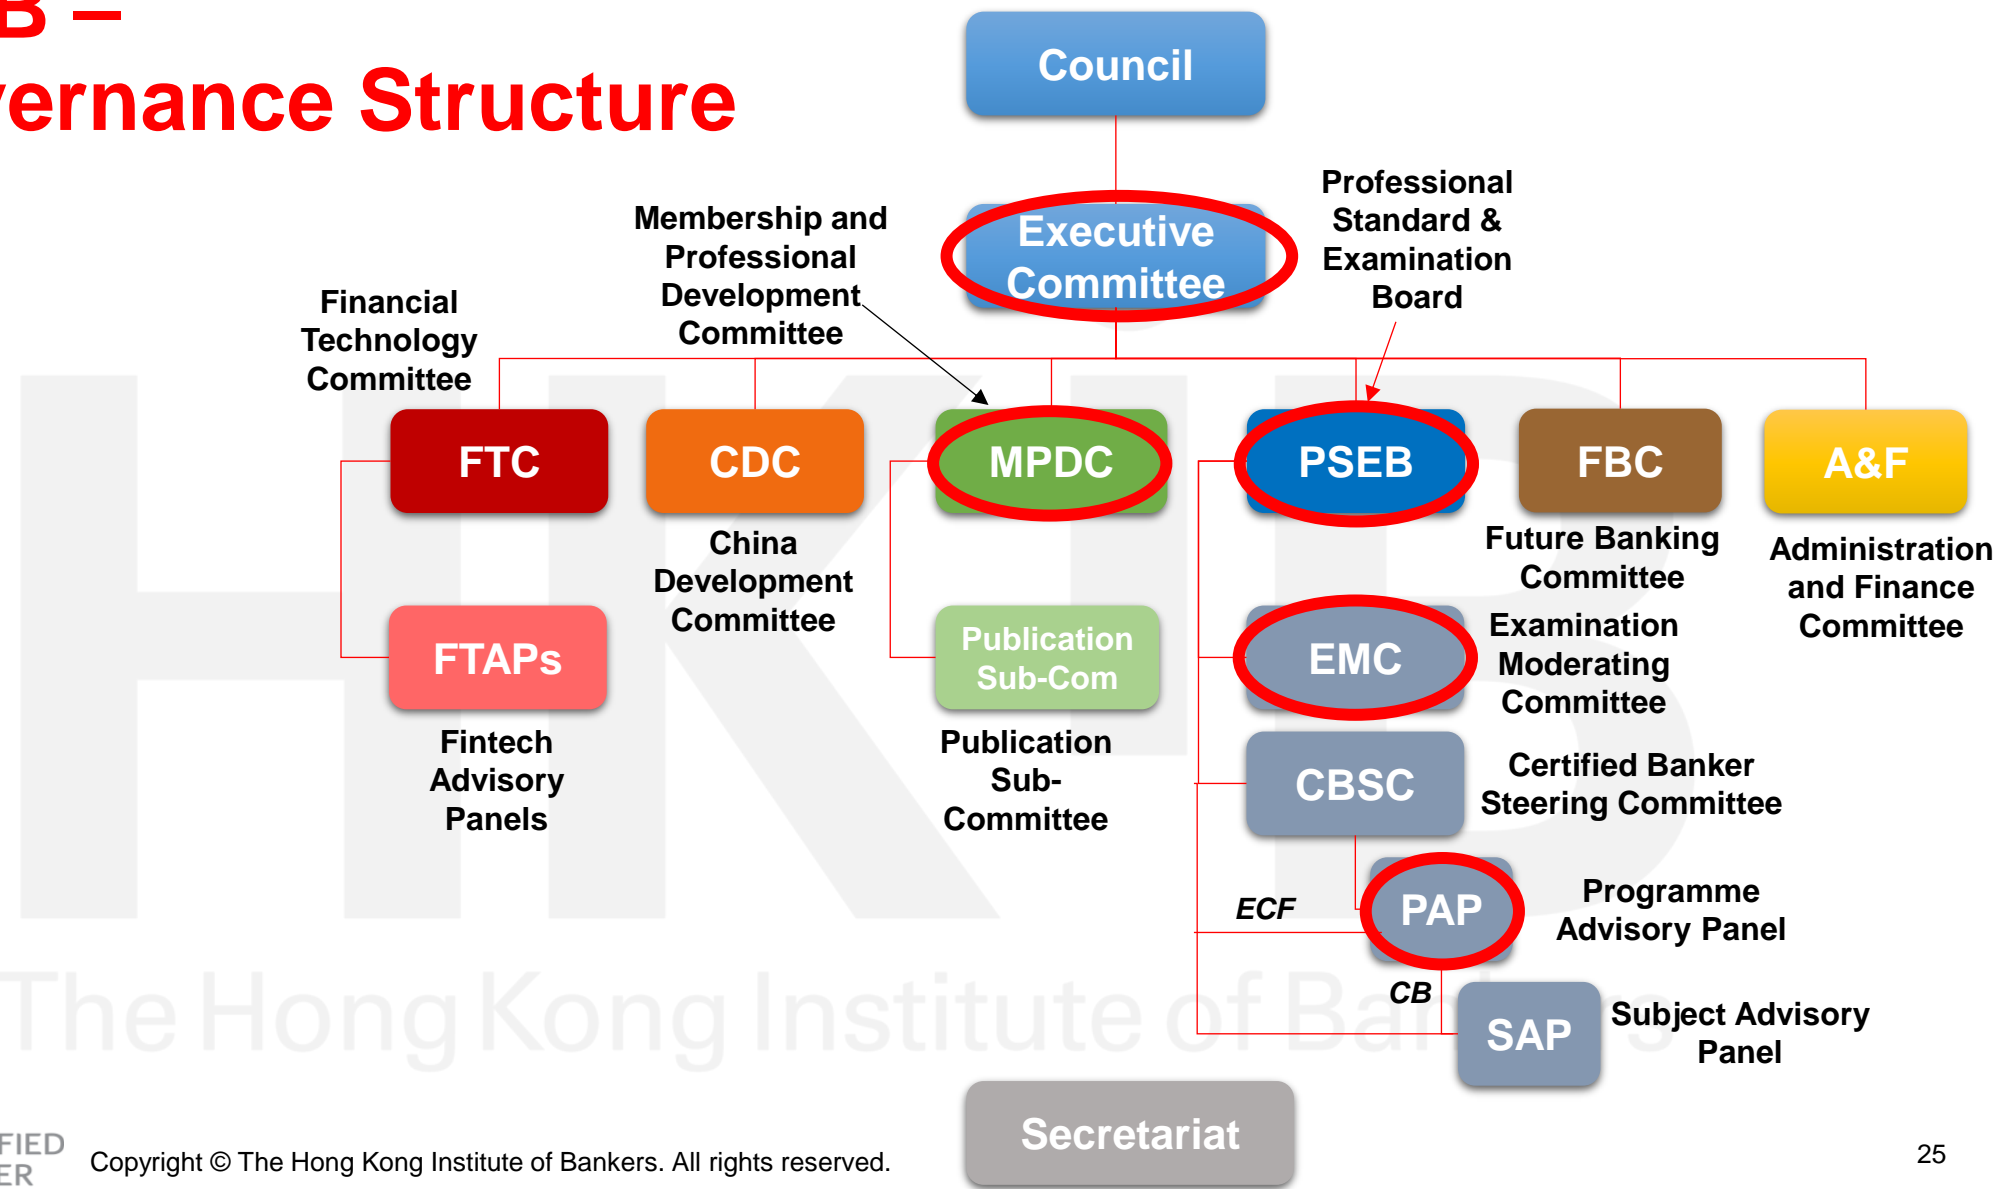 B –
vernance Structure
Council
Executive
Committee
Professional
Standard &
Examination
Board
Membership and
Professional
Development
Committee
Financial
Technology
Committee
FTC
CDC
MPDC
PSEB
FBC
A&F
China
Development
Committee
Future Banking
Committee
Administration
and Finance
Committee
FTAPs
Publication
Sub-Com
EMC
Examination
Moderating
Committee
Fintech
Advisory
Panels
Publication
Sub-
Committee
CBSC
Certified Banker
Steering Committee
ECF
PAP
Programme
Advisory Panel
CB
SAP
Subject Advisory
Panel
HKIB
The Hong Kong Institute of Bankers
Secretariat
FIED
ER
Copyright © The Hong Kong Institute of Bankers. All rights reserved.
25